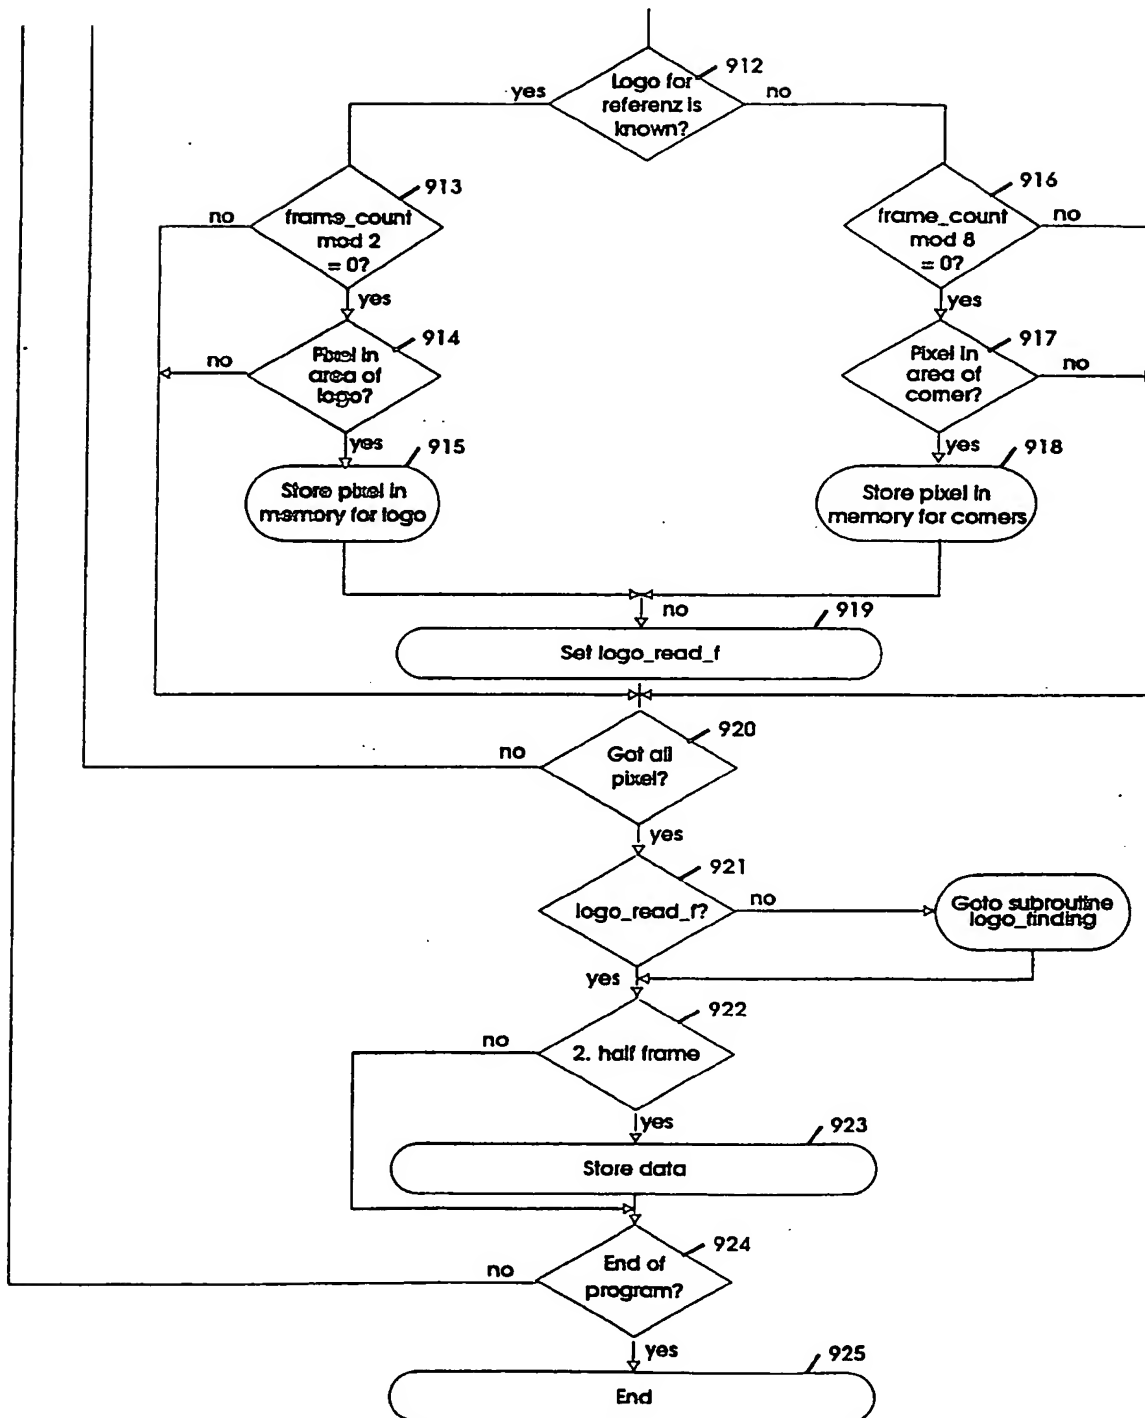 912
Logo for
referenz is
known?
yes
no
913
frame_count
mod 2
= 0?
no
yes
916
frame_count
mod 8
= 0?
no
yes
914
Pixel in
area of
logo?
no
yes
917
Pixel in
area of
corner?
no
yes
915
Store pixel in
memory for logo
918
Store pixel in
memory for corners
no
919
Set logo_read_f
920
Got all
pixel?
no
yes
921
logo_read_f?
no
Goto subroutine
logo_finding
yes
922
2. half frame
no
yes
923
Store data
924
End of
program?
no
yes
925
End